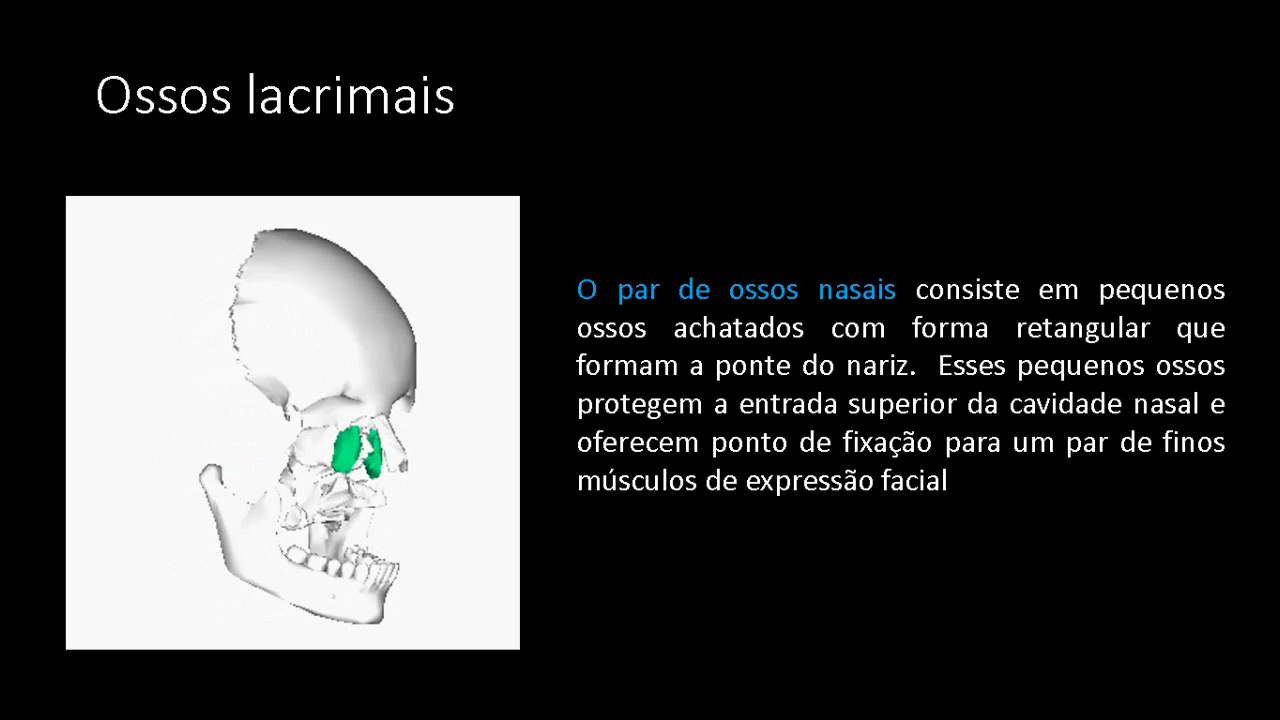 Ossos lacrimais
O par de ossos nasais consiste em pequenos
ossos achatados com forma retangular que
formam a ponte do nariz. Esses pequenos ossos
protegem a entrada superior da cavidade nasal e
oferecem ponto de fixação para um par de finos
músculos de expressão facial